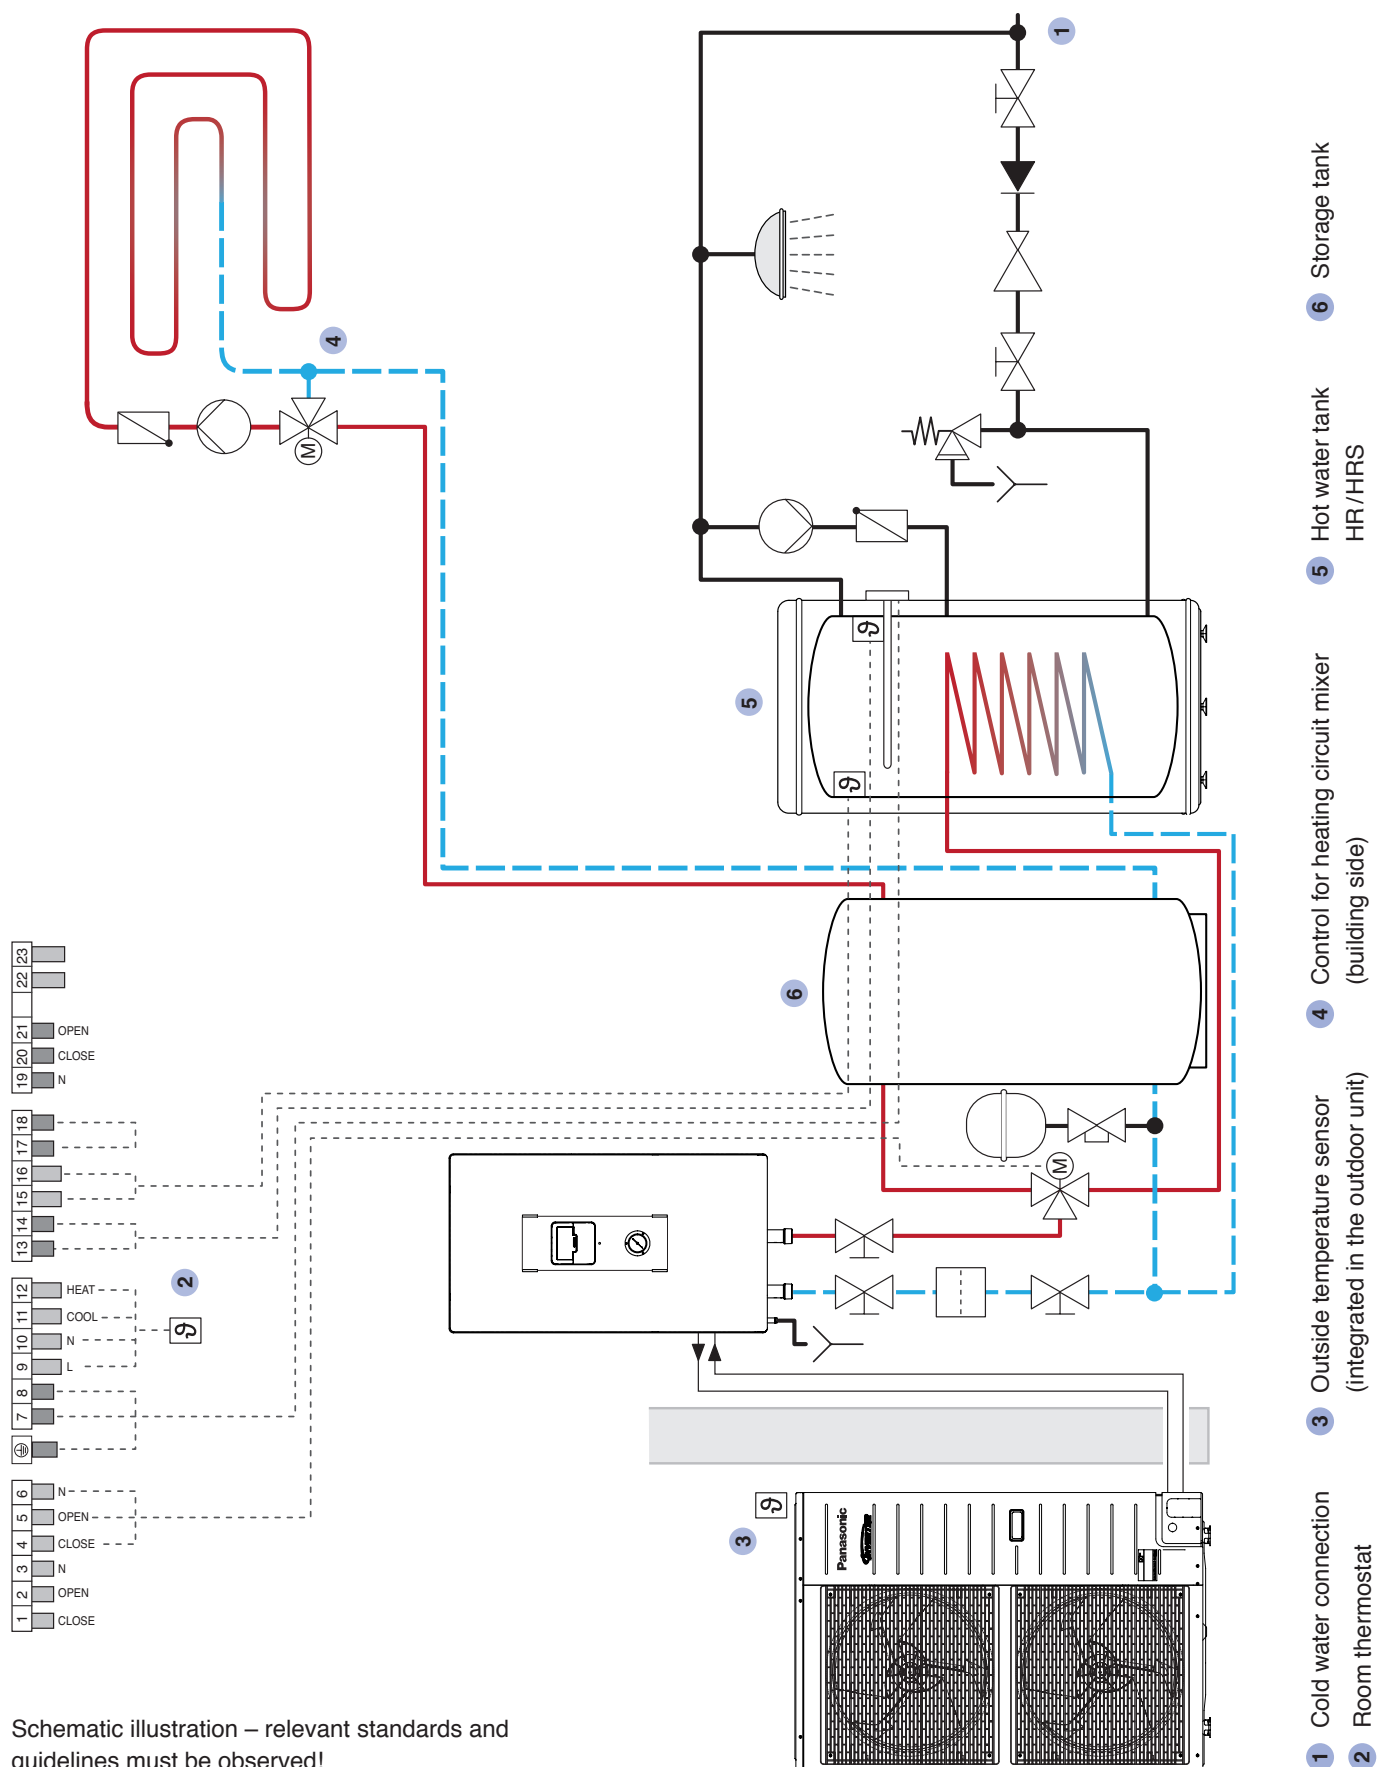 23
22
21 OPEN
20 CLOSE
19 N
18
17
16
15
14
13
12 HEAT
11 COOL
10 N
9 L
8
7
6 N
5 OPEN
4 CLOSE
3 N
2 OPEN
1 CLOSE
2
ϑ
4
M
1
5
ϑ
ϑ
6
M
3
ϑ
Panasonic
1 Cold water connection
2 Room thermostat
3 Outside temperature sensor
(integrated in the outdoor unit)
4 Control for heating circuit mixer
(building side)
5 Hot water tank
HR/HRS
6 Storage tank
Schematic illustration – relevant standards and
guidelines must be observed!